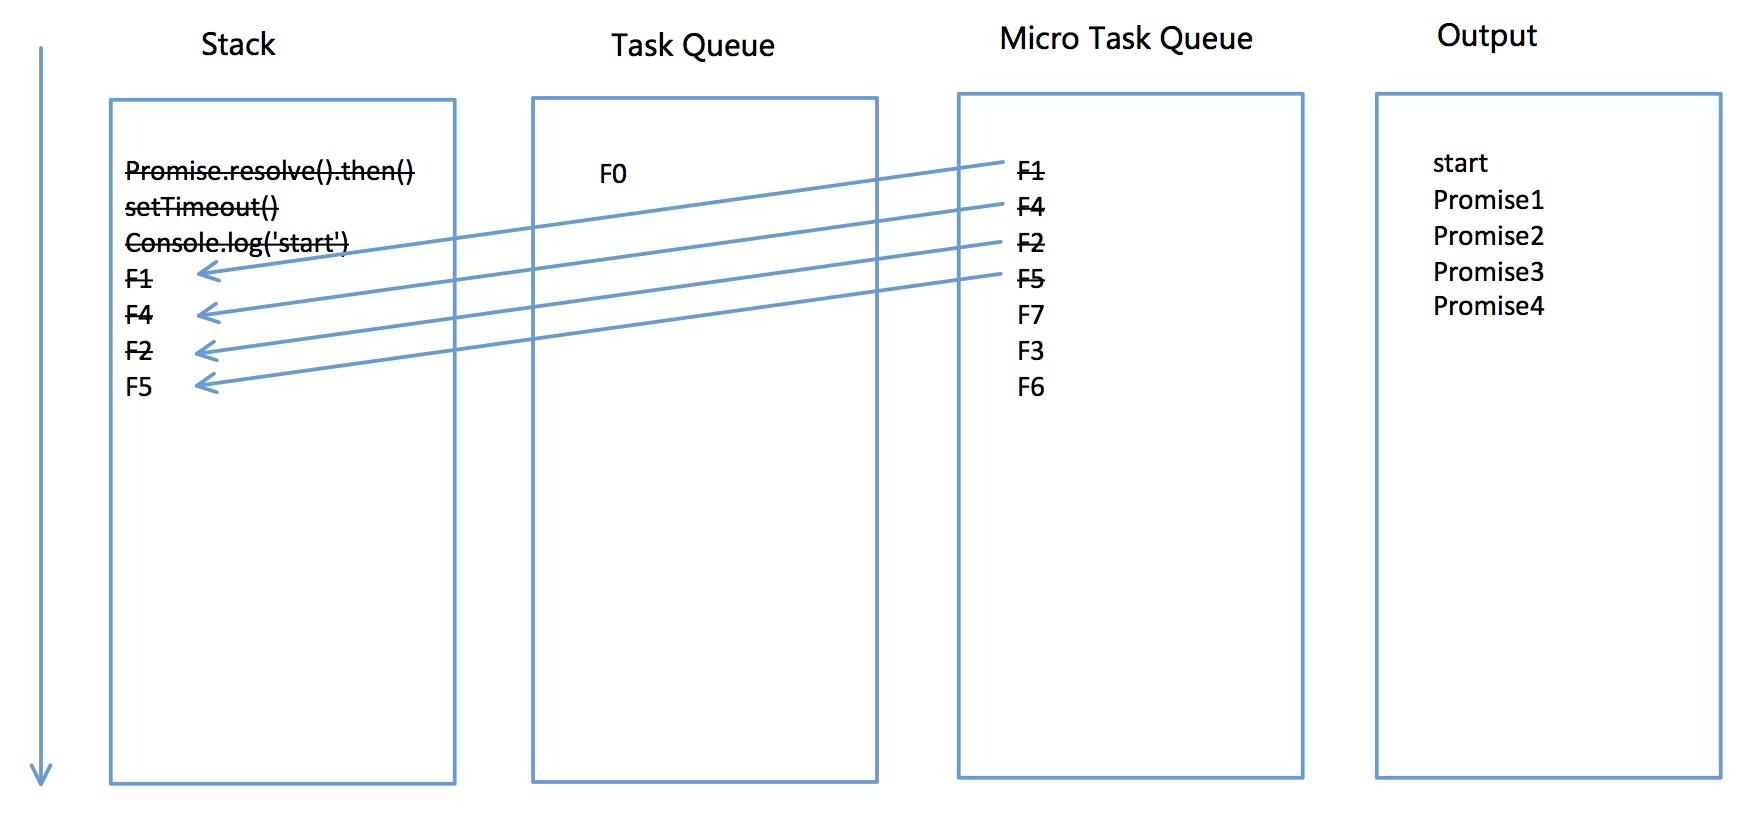 Stack
Promise.resolve().then()
setTimeout()
Console.log('start')
F1
F4
F2
F5
Task Queue
F0
Micro Task Queue
F1
F4
F2
F5
F7
F3
F6
Output
start
Promise1
Promise2
Promise3
Promise4